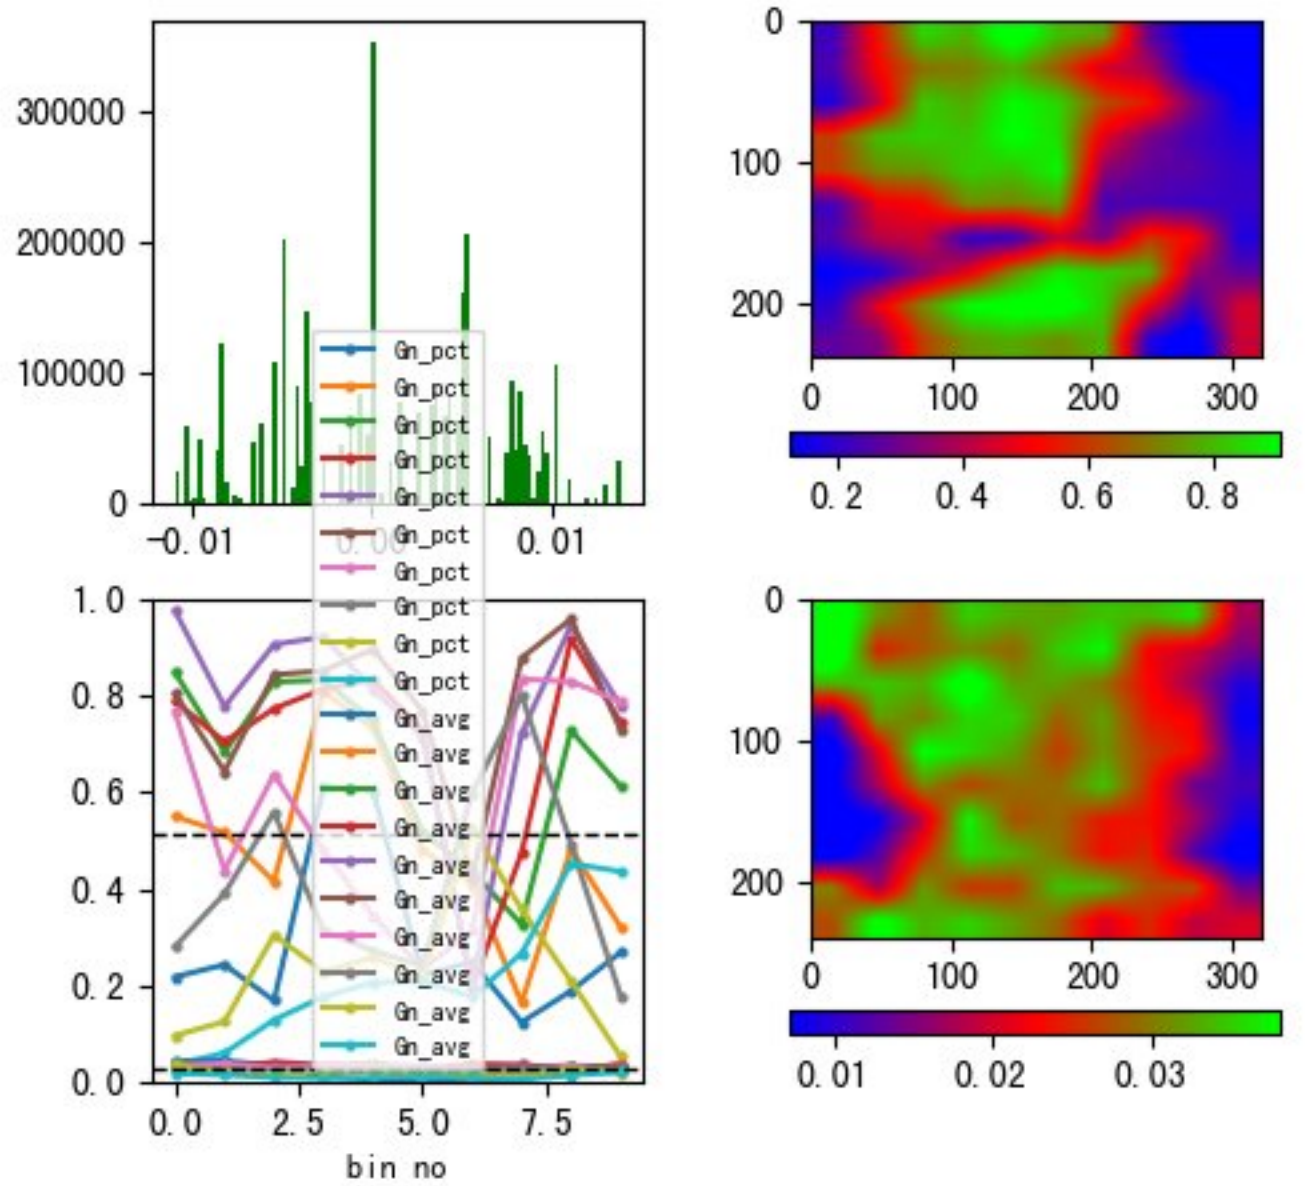 300000
200000
100000
0
-0.01 0.00 0.01
0
100
200
0 100 200 300
0.2 0.4 0.6 0.8
Gn_pct
Gn_pct
Gn_pct
Gn_pct
Gn_pct
Gn_pct
Gn_pct
Gn_pct
Gn_pct
Gn_pct
Gn_avg
Gn_avg
Gn_avg
Gn_avg
Gn_avg
Gn_avg
Gn_avg
Gn_avg
Gn_avg
Gn_avg
1.0
0.8
0.6
0.4
0.2
0.0
0.0 2.5 5.0 7.5
bin no
0
100
200
0 100 200 300
0.01 0.02 0.03